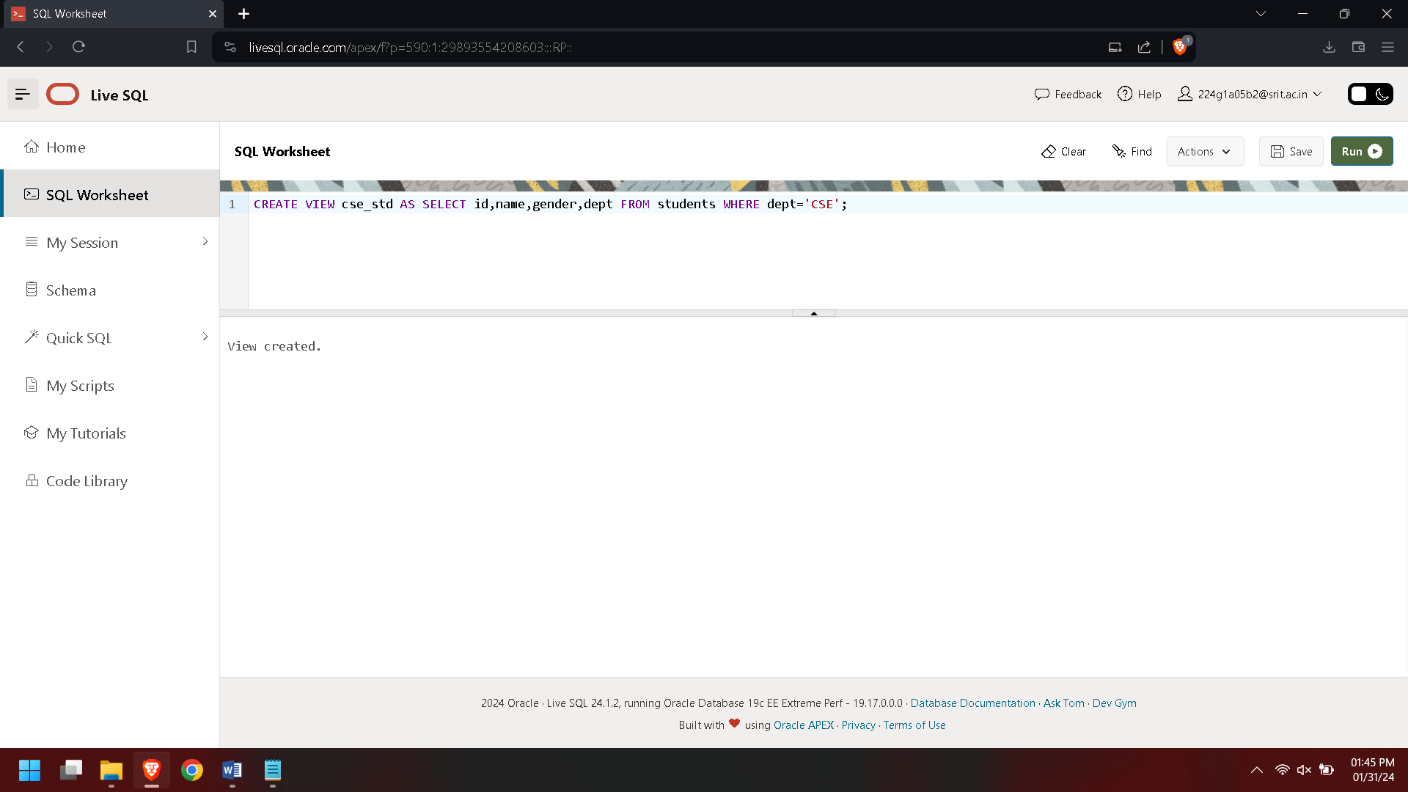 SQL Worksheet
livesql.oracle.com/apex/f?p=590:1:29893554208603:::RP::
1
Live SQL
Feedback
Help
224g1a05b2@srit.ac.in
Home
SQL Worksheet
My Session
Schema
Quick SQL
My Scripts
My Tutorials
Code Library
SQL Worksheet
Clear
Find
Actions
Save
Run
1 CREATE VIEW cse_std AS SELECT id,name,gender,dept FROM students WHERE dept='CSE';
View created.
2024 Oracle · Live SQL 24.1.2, running Oracle Database 19c EE Extreme Perf - 19.17.0.0.0 · Database Documentation · Ask Tom · Dev Gym
Built with ❤ using Oracle APEX · Privacy · Terms of Use
01:45 PM
01/31/24